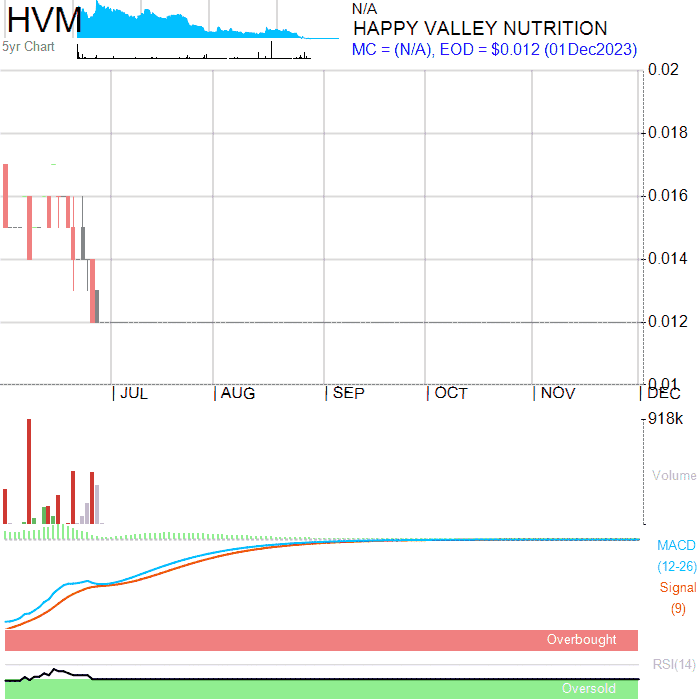 HVM
5yr Chart
N/A
HAPPY VALLEY NUTRITION
MC = (N/A), EOD = $0.012 (01Dec2023)
0.02
0.018
0.016
0.014
0.012
0.01
JUL AUG SEP OCT NOV DEC
918k
Volume
MACD
(12-26)
Signal
(9)
Overbought
RSI(14)
Oversold